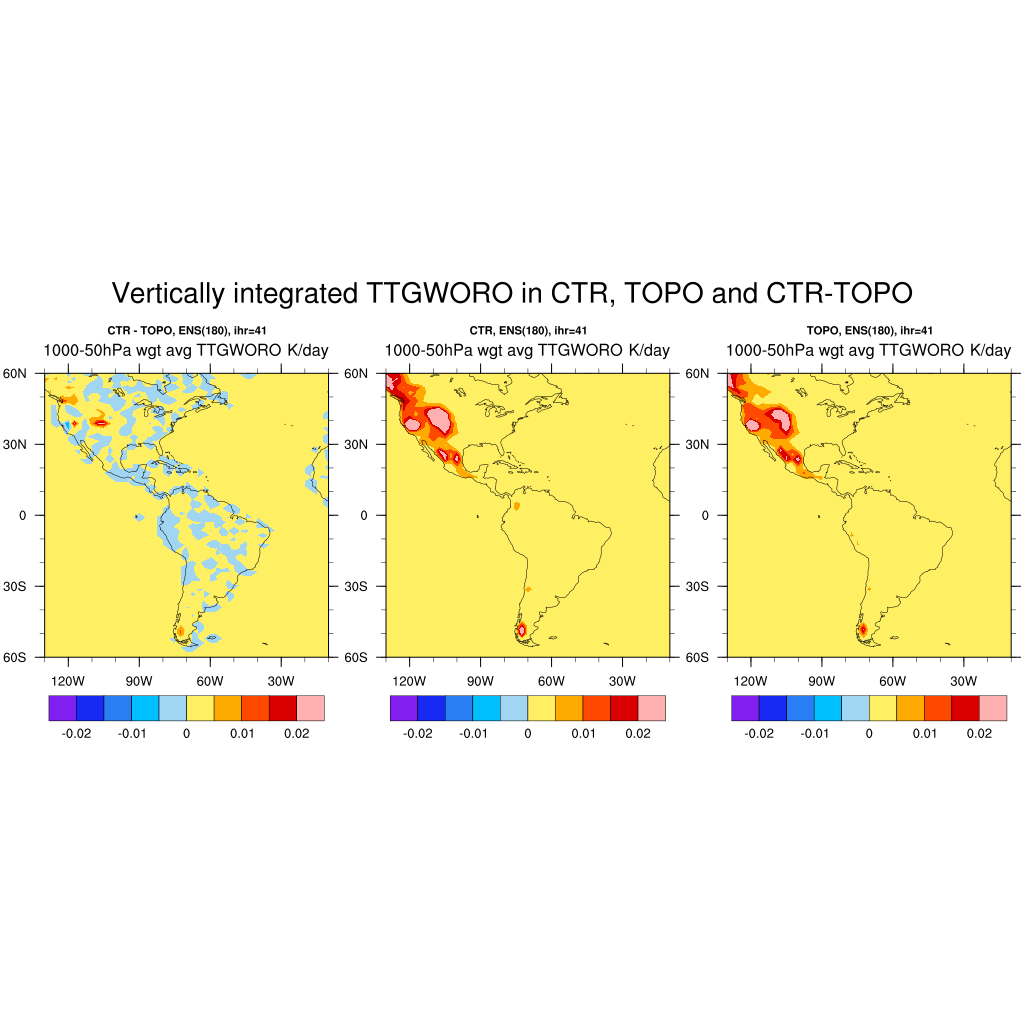 Vertically integrated TTGWORO in CTR, TOPO and CTR-TOPO
CTR - TOPO, ENS(180), ihr=41
1000-50hPa wgt avg TTGWORO K/day
60N
30N
0
30S
60S
120W 90W 60W 30W
-0.02 -0.01 0 0.01 0.02
CTR, ENS(180), ihr=41
1000-50hPa wgt avg TTGWORO K/day
60N
30N
0
30S
60S
120W 90W 60W 30W
-0.02 -0.01 0 0.01 0.02
TOPO, ENS(180), ihr=41
1000-50hPa wgt avg TTGWORO K/day
60N
30N
0
30S
60S
120W 90W 60W 30W
-0.02 -0.01 0 0.01 0.02